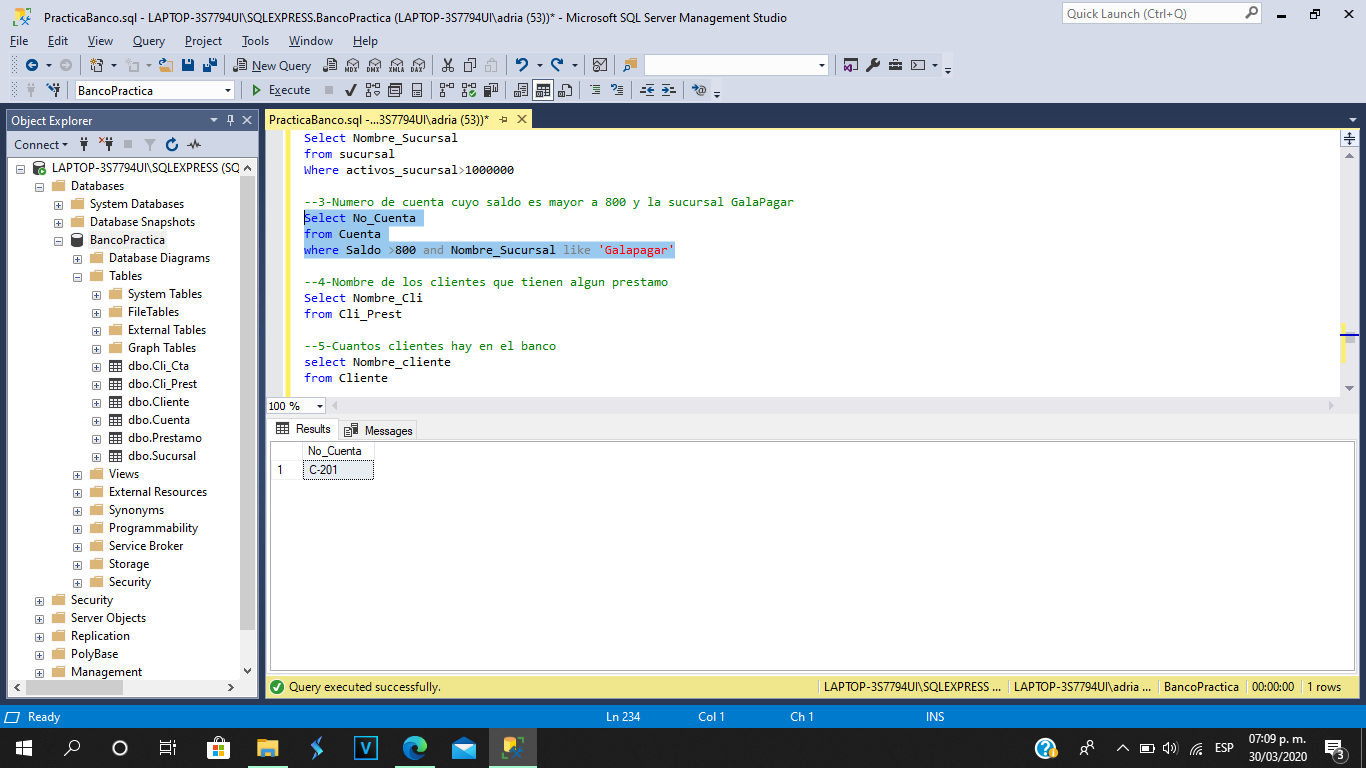 PracticaBanco.sql - LAPTOP-3S7794UI\SQLEXPRESS.BancoPractica (LAPTOP-3S7794UI\adria (53))* - Microsoft SQL Server Management Studio
Quick Launch (Ctrl+Q)
File Edit View Query Project Tools Window Help
New Query MDX DMX XMLA DAX
BancoPractica Execute
Object Explorer
PracticaBanco.sql -...3S7794UI\adria (53))*
Connect
LAPTOP-3S7794UI\SQLEXPRESS (SQ
Databases
System Databases
Database Snapshots
BancoPractica
Database Diagrams
Tables
System Tables
FileTables
External Tables
Graph Tables
dbo.Cli_Cta
dbo.Cli_Prest
dbo.Cliente
dbo.Cuenta
dbo.Prestamo
dbo.Sucursal
Views
External Resources
Synonyms
Programmability
Service Broker
Storage
Security
Security
Server Objects
Replication
PolyBase
Management
Select Nombre_Sucursal
from sucursal
Where activos_sucursal>1000000
--3-Numero de cuenta cuyo saldo es mayor a 800 y la sucursal GalaPagar
Select No_Cuenta
from Cuenta
where Saldo >800 and Nombre_Sucursal like 'Galapagar'
--4-Nombre de los clientes que tienen algun prestamo
Select Nombre_Cli
from Cli_Prest
--5-Cuantos clientes hay en el banco
select Nombre_cliente
from Cliente
100 %
Results Messages
No_Cuenta
1 C-201
Query executed successfully. LAPTOP-3S7794UI\SQLEXPRESS ... LAPTOP-3S7794UI\adria ... BancoPractica 00:00:00 1 rows
Ready Ln 234 Col 1 Ch 1 INS
ESP
07:09 p. m.
30/03/2020
3